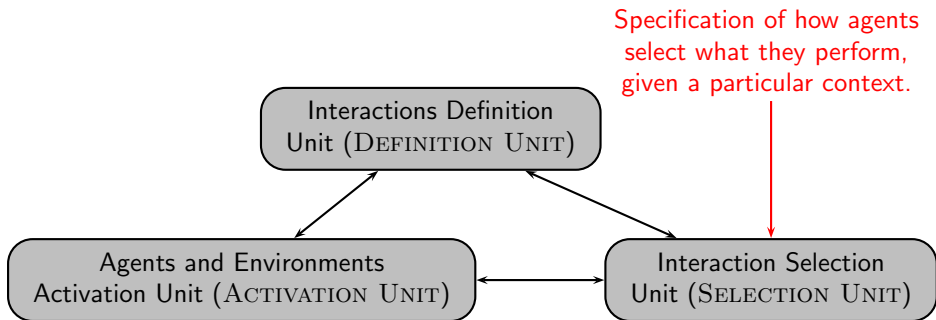 Specification of how agents
select what they perform,
given a particular context.
Interactions Definition
Unit (DEFINITION UNIT)
Agents and Environments
Activation Unit (ACTIVATION UNIT)
Interaction Selection
Unit (SELECTION UNIT)